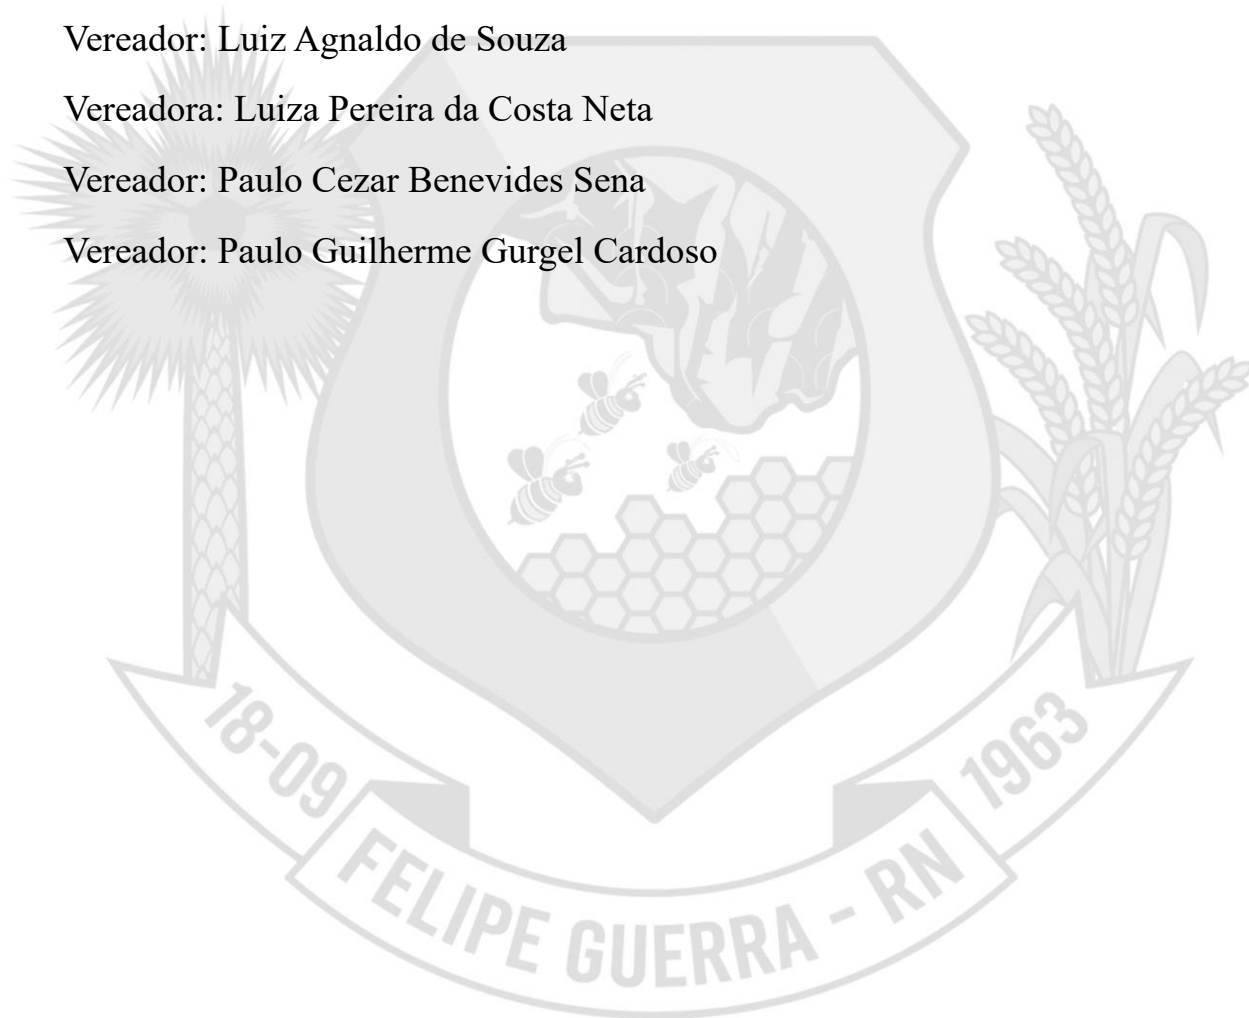 Vereador: Luiz Agnaldo de Souza
Vereadora: Luiza Pereira da Costa Neta
Vereador: Paulo Cezar Benevides Sena
Vereador: Paulo Guilherme Gurgel Cardoso
18-09
FELIPE GUERRA - RN
1963